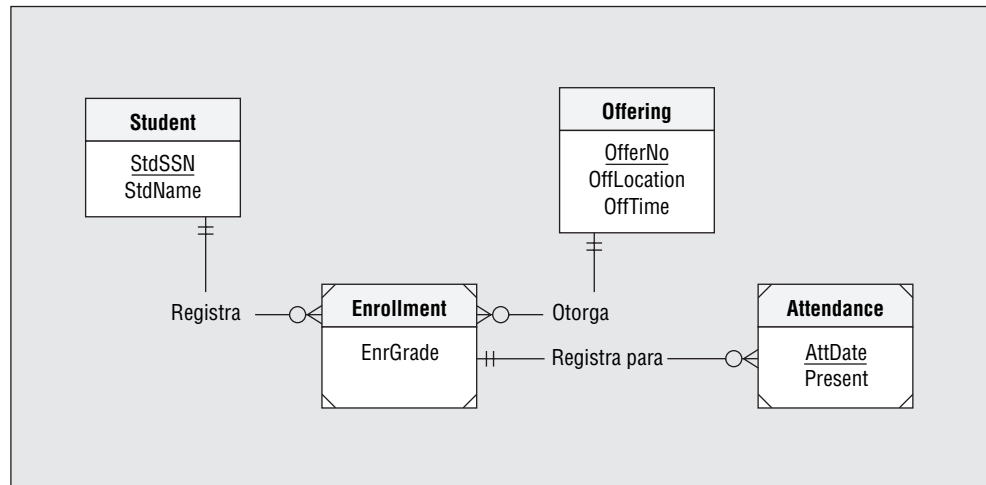 Student
StdSSN
StdName
Offering
OfferNo
OffLocation
OffTime
Registra
Enrollment
EnrGrade
Otorga
Registra para
Attendance
AttDate
Present